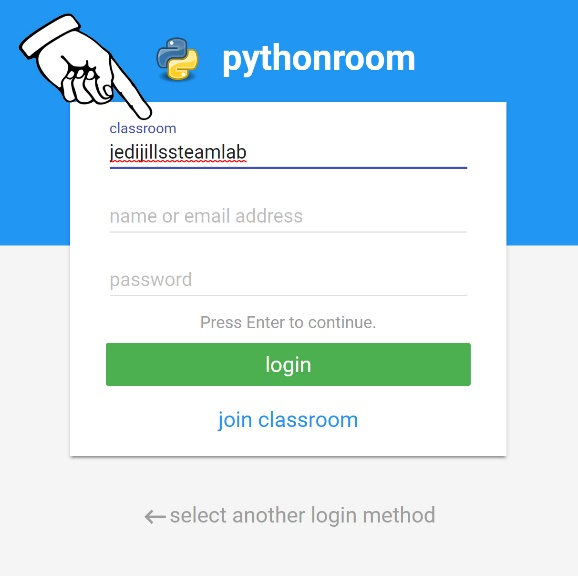 pythonroom
classroom
jedijillssteamlab
name or email address
password
Press Enter to continue.
login
join classroom
←select another login method